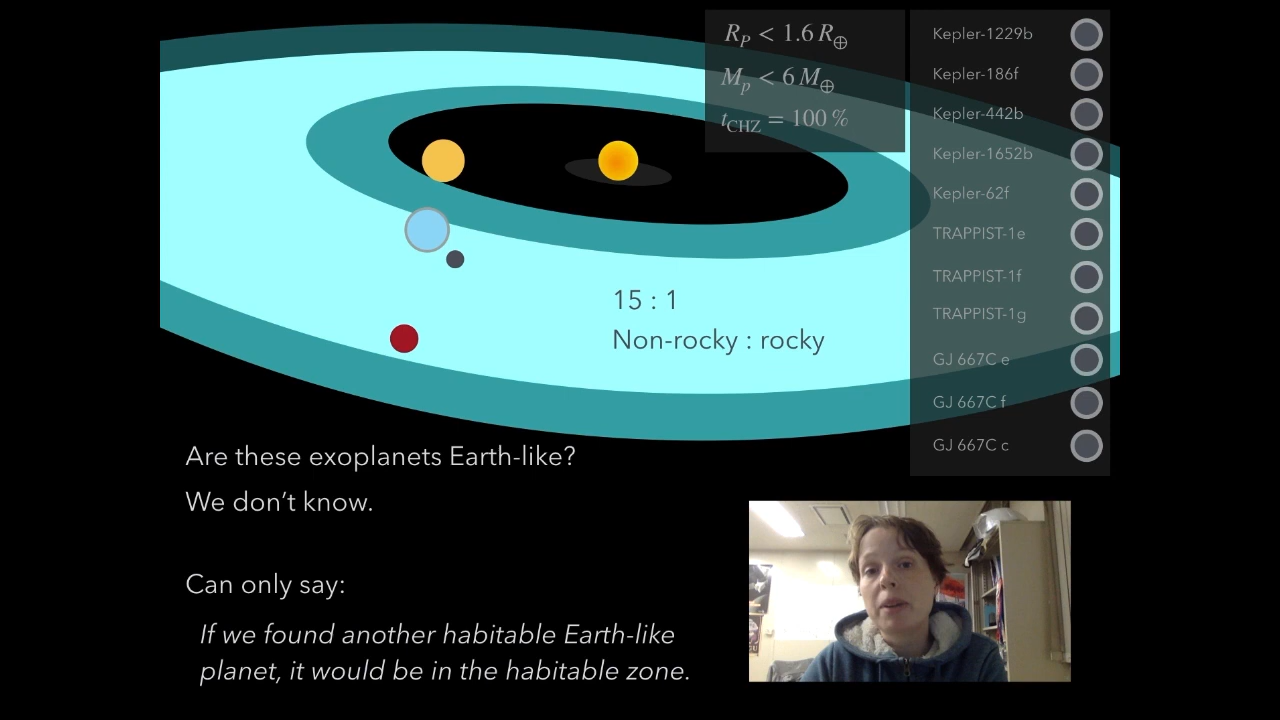 R_P < 1.6 R_⊕
M_p < 6 M_⊕
t_CHZ = 100 %
Kepler-1229b
Kepler-186f
Kepler-442b
Kepler-1652b
Kepler-62f
TRAPPIST-1e
TRAPPIST-1f
TRAPPIST-1g
GJ 667C e
GJ 667C f
GJ 667C c
15 : 1
Non-rocky : rocky
Are these exoplanets Earth-like?
We don’t know.
Can only say:
If we found another habitable Earth-like
planet, it would be in the habitable zone.